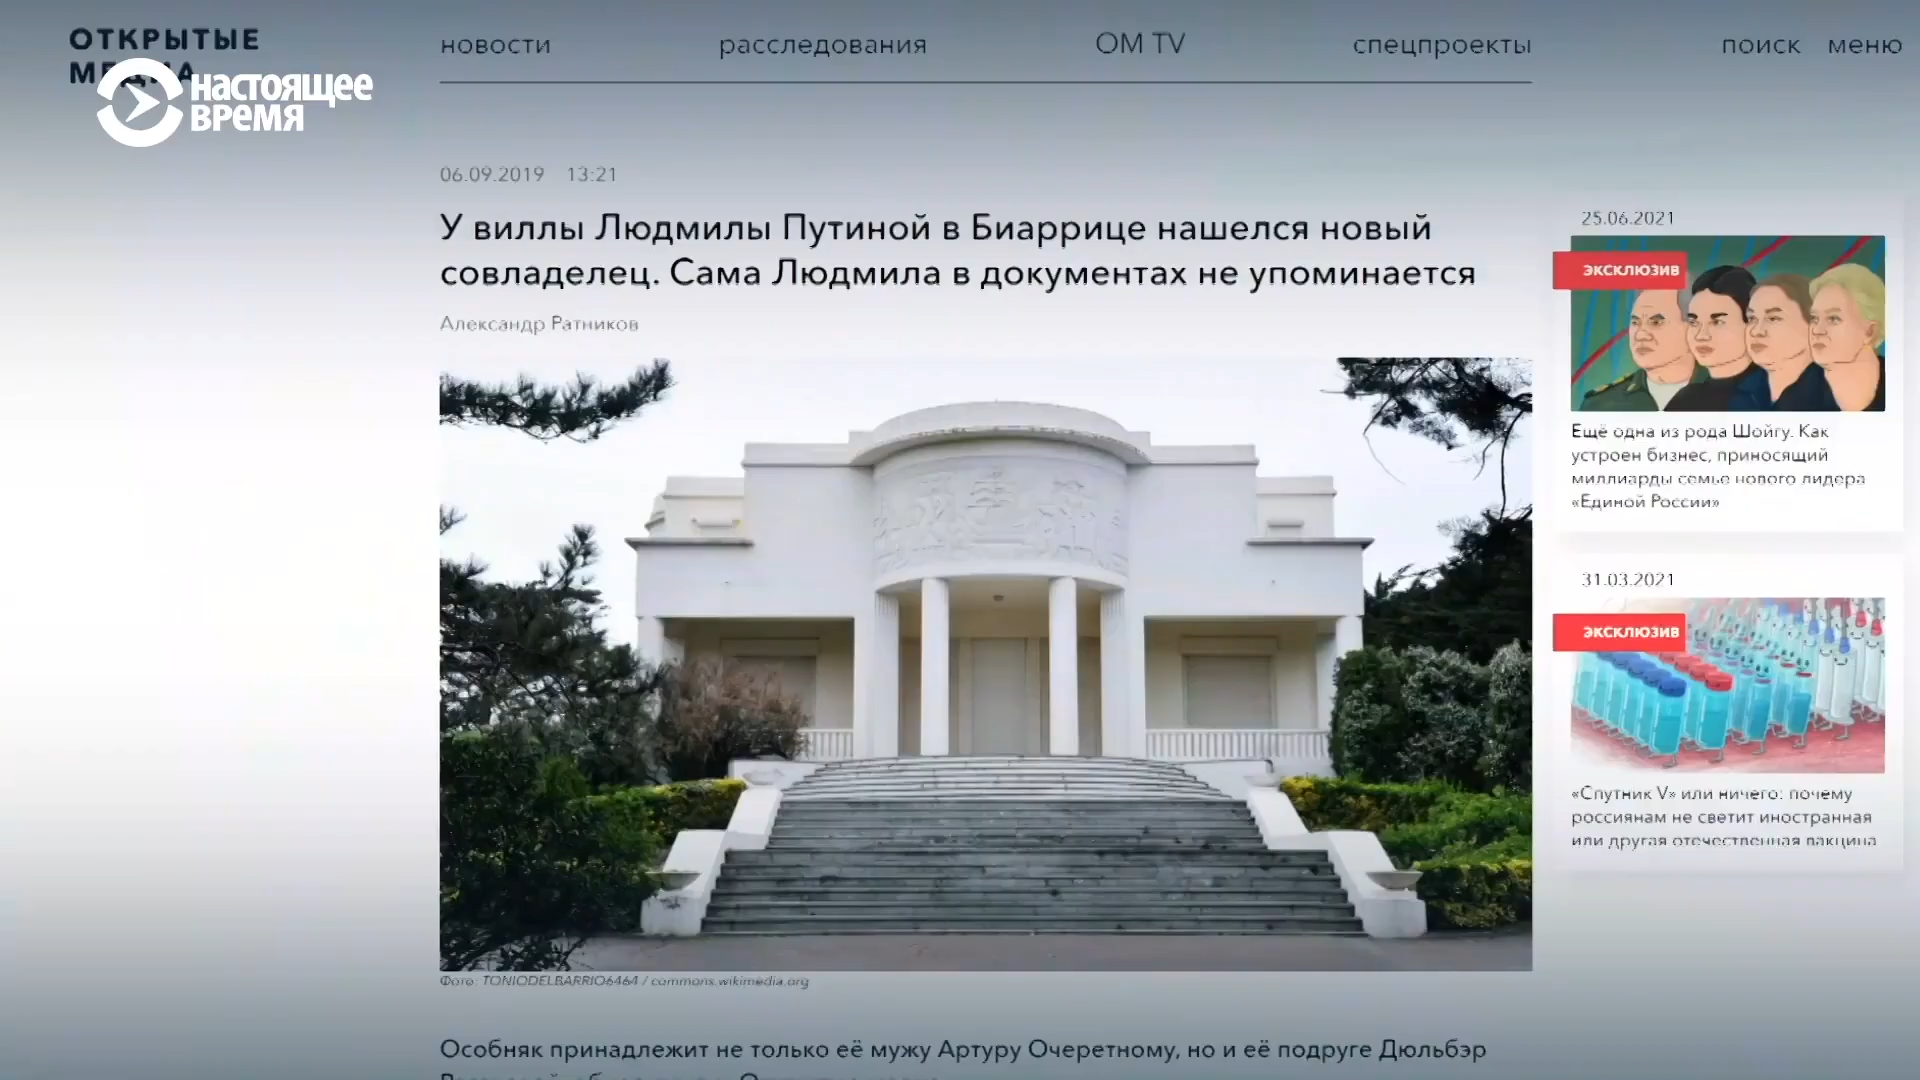 ОТКРЫТЫЕ
МЕДИА
НАСТОЯЩЕЕ
ВРЕМЯ
новости
расследования
OM TV
спецпроекты
поиск
меню
06.09.2019 13:21
У виллы Людмилы Путиной в Биаррице нашелся новый
совладелец. Сама Людмила в документах не упоминается
Александр Ратников
Фото: TONIODELBARRIO6464 / commons.wikimedia.org
Особняк принадлежит не только её мужу Артуру Очеретному, но и её подруге Дюльбэр
25.06.2021
ЭКСКЛЮЗИВ
Ещё одна из рода Шойгу. Как
устроен бизнес, приносящий
миллиарды семье нового лидера
«Единой России»
31.03.2021
ЭКСКЛЮЗИВ
«Спутник V» или ничего: почему
россиянам не светит иностранная
или другая отечественная вакцина